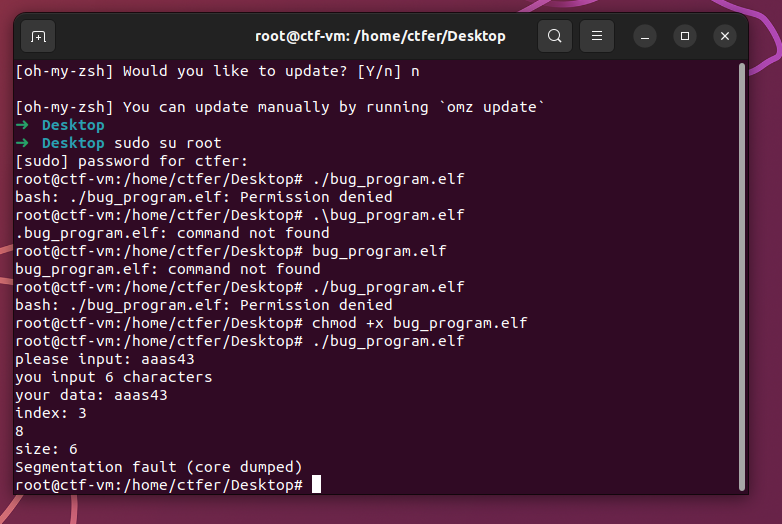 root@ctf-vm: /home/ctfer/Desktop
[oh-my-zsh] Would you like to update? [Y/n] n
[oh-my-zsh] You can update manually by running `omz update`
➜ Desktop
➜ Desktop sudo su root
[sudo] password for ctfer:
root@ctf-vm:/home/ctfer/Desktop# ./bug_program.elf
bash: ./bug_program.elf: Permission denied
root@ctf-vm:/home/ctfer/Desktop# .\bug_program.elf
.bug_program.elf: command not found
root@ctf-vm:/home/ctfer/Desktop# bug_program.elf
bug_program.elf: command not found
root@ctf-vm:/home/ctfer/Desktop# ./bug_program.elf
bash: ./bug_program.elf: Permission denied
root@ctf-vm:/home/ctfer/Desktop# chmod +x bug_program.elf
root@ctf-vm:/home/ctfer/Desktop# ./bug_program.elf
please input: aaas43
you input 6 characters
your data: aaas43
index: 3
8
size: 6
Segmentation fault (core dumped)
root@ctf-vm:/home/ctfer/Desktop#